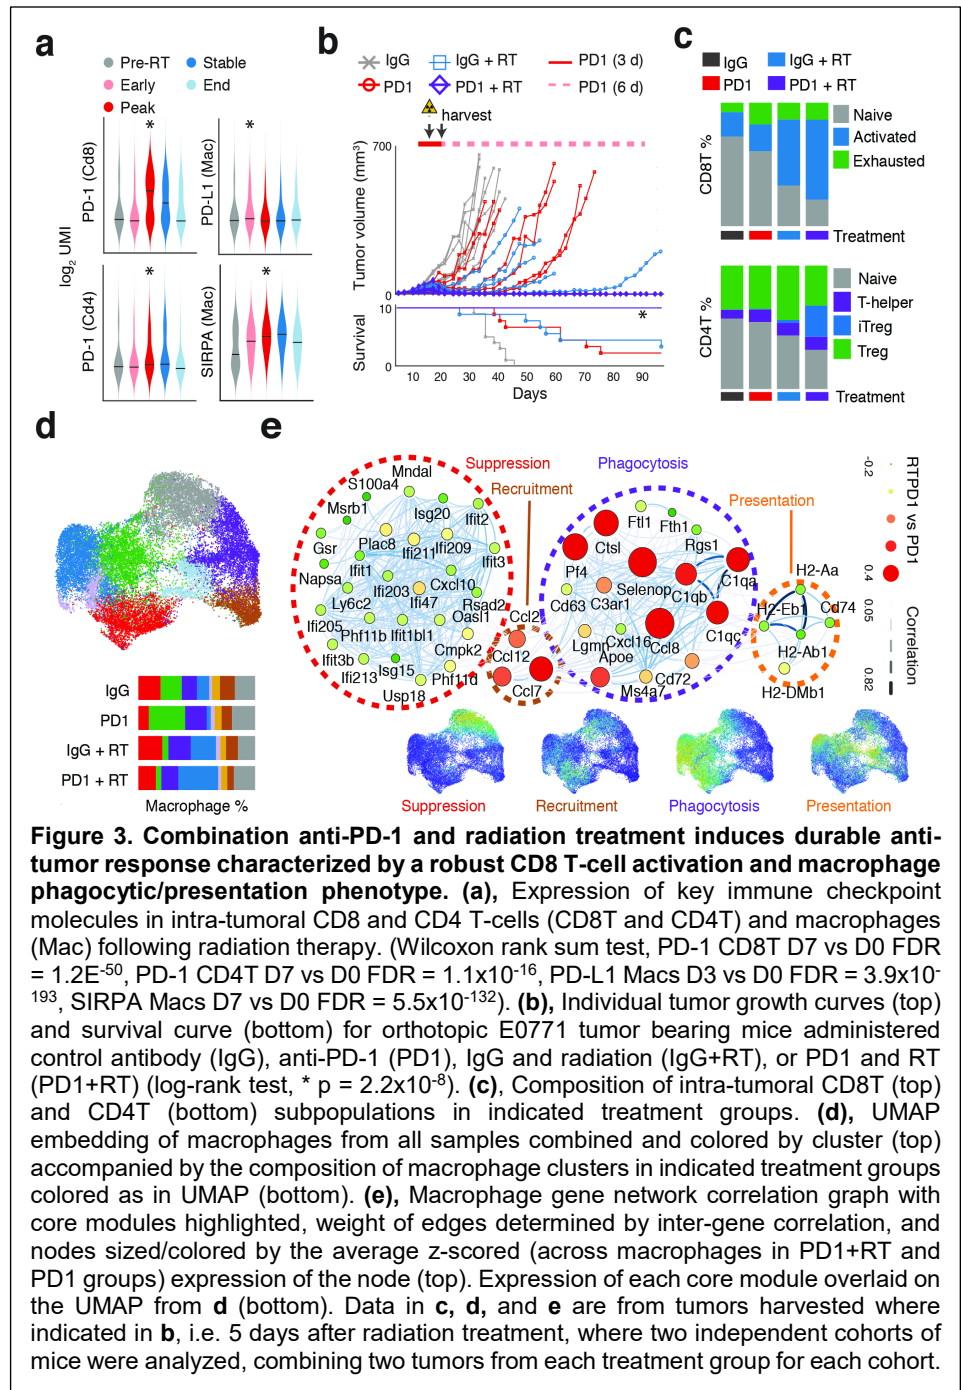 a
Pre-RT
Stable
Early
End
Peak
log2 UMI
PD-1 (Cd8)
*
PD-L1 (Mac)
*
PD-1 (Cd4)
*
SIRPA (Mac)
*
b
IgG
IgG + RT
PD1 (3 d)
PD1
PD1 + RT
PD1 (6 d)
harvest
700
Tumor volume (mm³)
0
10
Survival
*
0
10 20 30 40 50 60 70 80 90
Days
c
IgG
IgG + RT
PD1
PD1 + RT
CD8T %
Naive
Activated
Exhausted
Treatment
CD4T %
Naive
T-helper
iTreg
Treg
Treatment
d
IgG
PD1
IgG + RT
PD1 + RT
Macrophage %
e
Suppression
Mndal
S100a4
Msrb1
Isg20
Ifit2
Gsr
Plac8
Ifi211
Ifi209
Ifit3
Napsa
Ifit1
Cxcl10
Ifi203
Rsad2
Ly6c2
Ifi47
Oasl1
Ifi205
Phf11b
Ifit1bl1
Cmpk2
Ifit3b
Isg15
Phf11d
Ifi213
Usp18
Recruitment
Ccl2
Ccl12
Ccl7
Phagocytosis
Ftl1
Fth1
Ctsl
Rgs1
Pf4
Selenop
C1qa
Cd63
C3ar1
C1qb
Lgmn
Cxcl16
Ccl8
C1qc
Apoe
Cd72
Ms4a7
Presentation
H2-Aa
H2-Eb1
Cd74
H2-Ab1
H2-DMb1
-0.2
RTPD1 vs PD1
0.4
0.05
Correlation
0.82
Suppression
Recruitment
Phagocytosis
Presentation
Figure 3. Combination anti-PD-1 and radiation treatment induces durable anti-
tumor response characterized by a robust CD8 T-cell activation and macrophage
phagocytic/presentation phenotype. (a), Expression of key immune checkpoint
molecules in intra-tumoral CD8 and CD4 T-cells (CD8T and CD4T) and macrophages
(Mac) following radiation therapy. (Wilcoxon rank sum test, PD-1 CD8T D7 vs D0 FDR
= 1.2E-50, PD-1 CD4T D7 vs D0 FDR = 1.1x10-16, PD-L1 Macs D3 vs D0 FDR = 3.9x10-
193, SIRPA Macs D7 vs D0 FDR = 5.5x10-132). (b), Individual tumor growth curves (top)
and survival curve (bottom) for orthotopic E0771 tumor bearing mice administered
control antibody (IgG), anti-PD-1 (PD1), IgG and radiation (IgG+RT), or PD1 and RT
(PD1+RT) (log-rank test, * p = 2.2x10-8). (c), Composition of intra-tumoral CD8T (top)
and CD4T (bottom) subpopulations in indicated treatment groups. (d), UMAP
embedding of macrophages from all samples combined and colored by cluster (top)
accompanied by the composition of macrophage clusters in indicated treatment groups
colored as in UMAP (bottom). (e), Macrophage gene network correlation graph with
core modules highlighted, weight of edges determined by inter-gene correlation, and
nodes sized/colored by the average z-scored (across macrophages in PD1+RT and
PD1 groups) expression of the node (top). Expression of each core module overlaid on
the UMAP from d (bottom). Data in c, d, and e are from tumors harvested where
indicated in b, i.e. 5 days after radiation treatment, where two independent cohorts of
mice were analyzed, combining two tumors from each treatment group for each cohort.